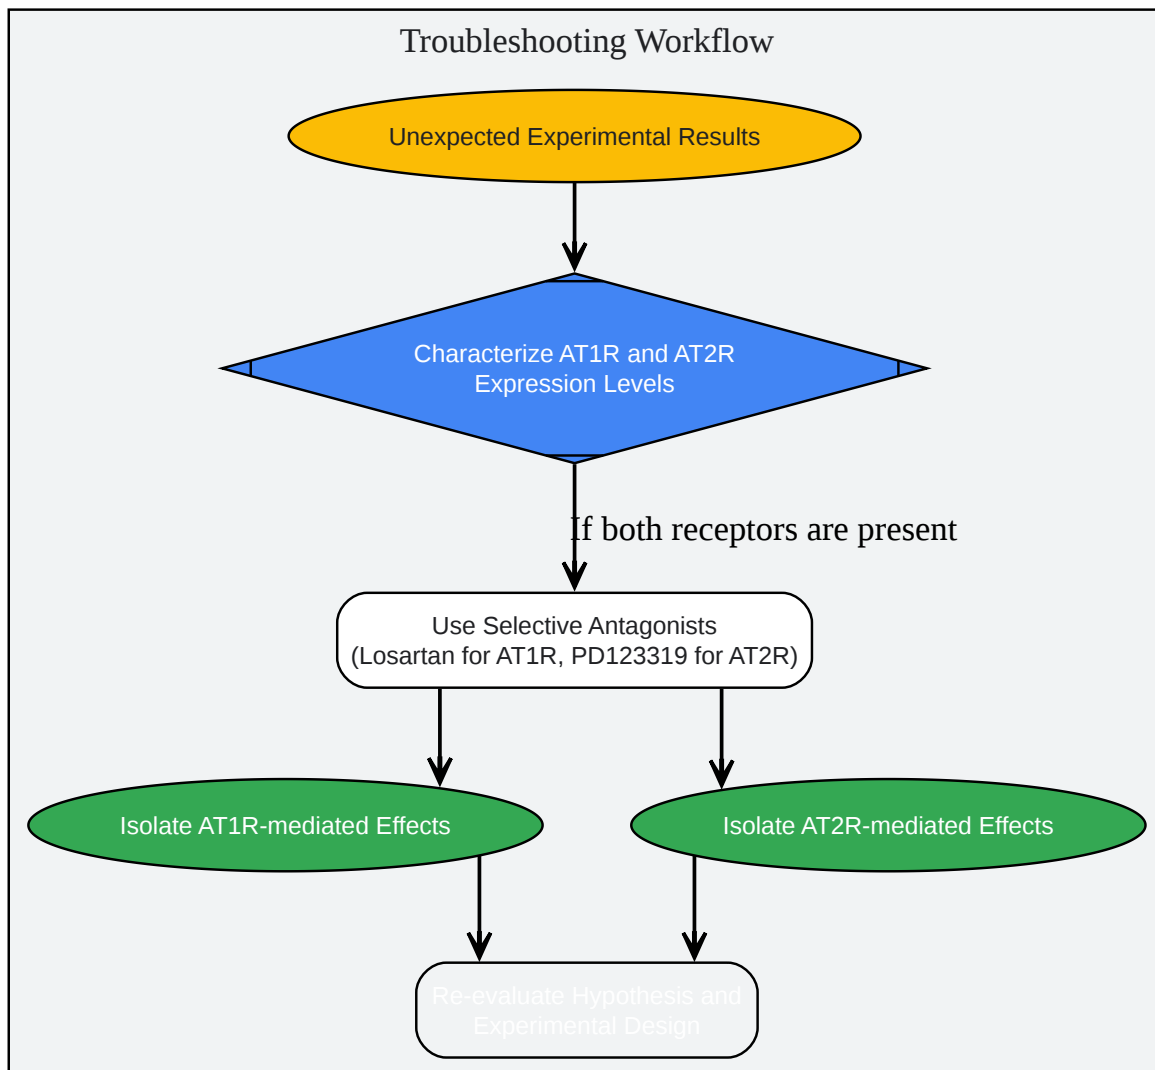 Troubleshooting Workflow
Unexpected Experimental Results
Characterize AT1R and AT2R
Expression Levels
If both receptors are present
Use Selective Antagonists
(Losartan for AT1R, PD123319 for AT2R)
Isolate AT1R-mediated Effects
Isolate AT2R-mediated Effects
Re-evaluate Hypothesis and
Experimental Design